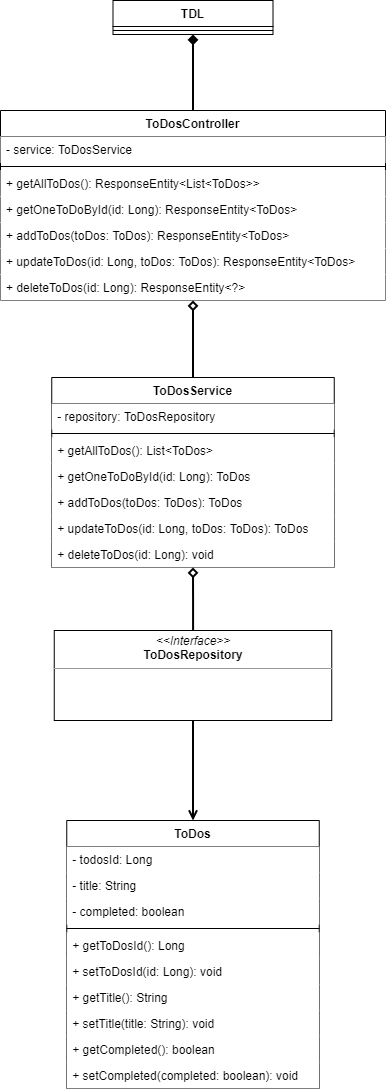 TDL
ToDosController
- service: ToDosService
+ getAllToDos(): ResponseEntity<List<ToDos>>
+ getOneToDoById(id: Long): ResponseEntity<ToDos>
+ addToDos(toDos: ToDos): ResponseEntity<ToDos>
+ updateToDos(id: Long, toDos: ToDos): ResponseEntity<ToDos>
+ deleteToDos(id: Long): ResponseEntity<?>
ToDosService
- repository: ToDosRepository
+ getAllToDos(): List<ToDos>
+ getOneToDoById(id: Long): ToDos
+ addToDos(toDos: ToDos): ToDos
+ updateToDos(id: Long, toDos: ToDos): ToDos
+ deleteToDos(id: Long): void
<<Interface>>
ToDosRepository
ToDos
- todosId: Long
- title: String
- completed: boolean
+ getToDosId(): Long
+ setToDosId(id: Long): void
+ getTitle(): String
+ setTitle(title: String): void
+ getCompleted(): boolean
+ setCompleted(completed: boolean): void